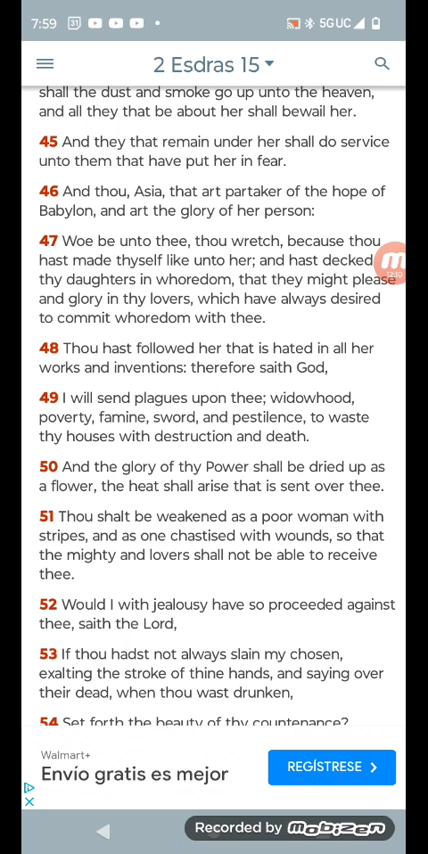 7:59
31
5GUC
2 Esdras 15
shall the dust and smoke go up unto the heaven,
and all they that be about her shall bewail her.
45 And they that remain under her shall do service
unto them that have put her in fear.
46 And thou, Asia, that art partaker of the hope of
Babylon, and art the glory of her person:
47 Woe be unto thee, thou wretch, because thou
hast made thyself like unto her; and hast decked
thy daughters in whoredom, that they might please
and glory in thy lovers, which have always desired
to commit whoredom with thee.
m
12:10
48 Thou hast followed her that is hated in all her
works and inventions: therefore saith God,
49 I will send plagues upon thee; widowhood,
poverty, famine, sword, and pestilence, to waste
thy houses with destruction and death.
50 And the glory of thy Power shall be dried up as
a flower, the heat shall arise that is sent over thee.
51 Thou shalt be weakened as a poor woman with
stripes, and as one chastised with wounds, so that
the mighty and lovers shall not be able to receive
thee.
52 Would I with jealousy have so proceeded against
thee, saith the Lord,
53 If thou hadst not always slain my chosen,
exalting the stroke of thine hands, and saying over
their dead, when thou wast drunken,
54 Set forth the beauty of thy countenance?
Walmart+
Envío gratis es mejor
REGÍSTRESE
Recorded by mobizen